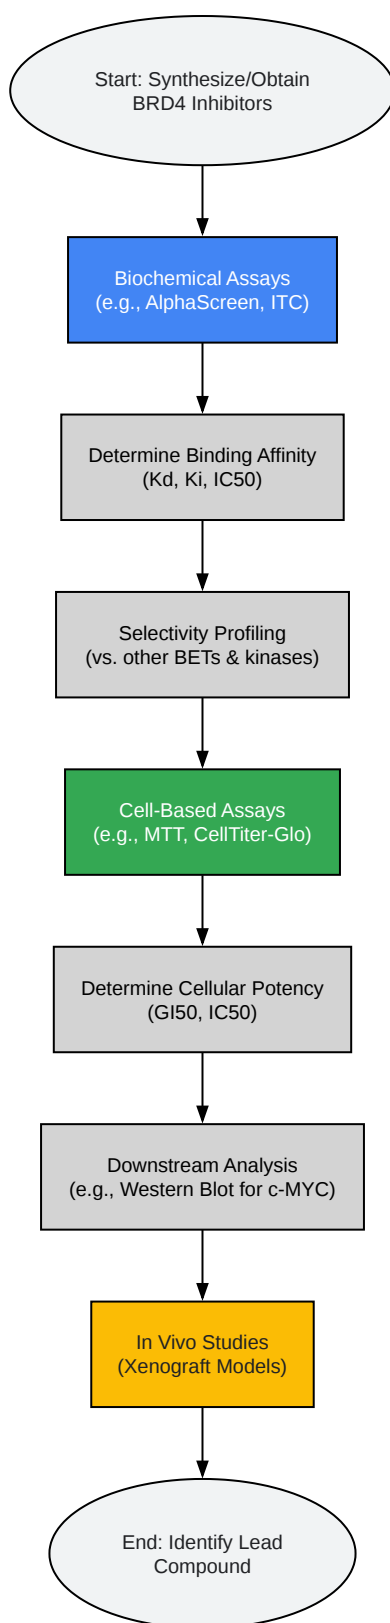 Start: Synthesize/Obtain
BRD4 Inhibitors
Biochemical Assays
(e.g., AlphaScreen, ITC)
Determine Binding Affinity
(Kd, Ki, IC50)
Selectivity Profiling
(vs. other BETs & kinases)
Cell-Based Assays
(e.g., MTT, CellTiter-Glo)
Determine Cellular Potency
(GI50, IC50)
Downstream Analysis
(e.g., Western Blot for c-MYC)
In Vivo Studies
(Xenograft Models)
End: Identify Lead
Compound